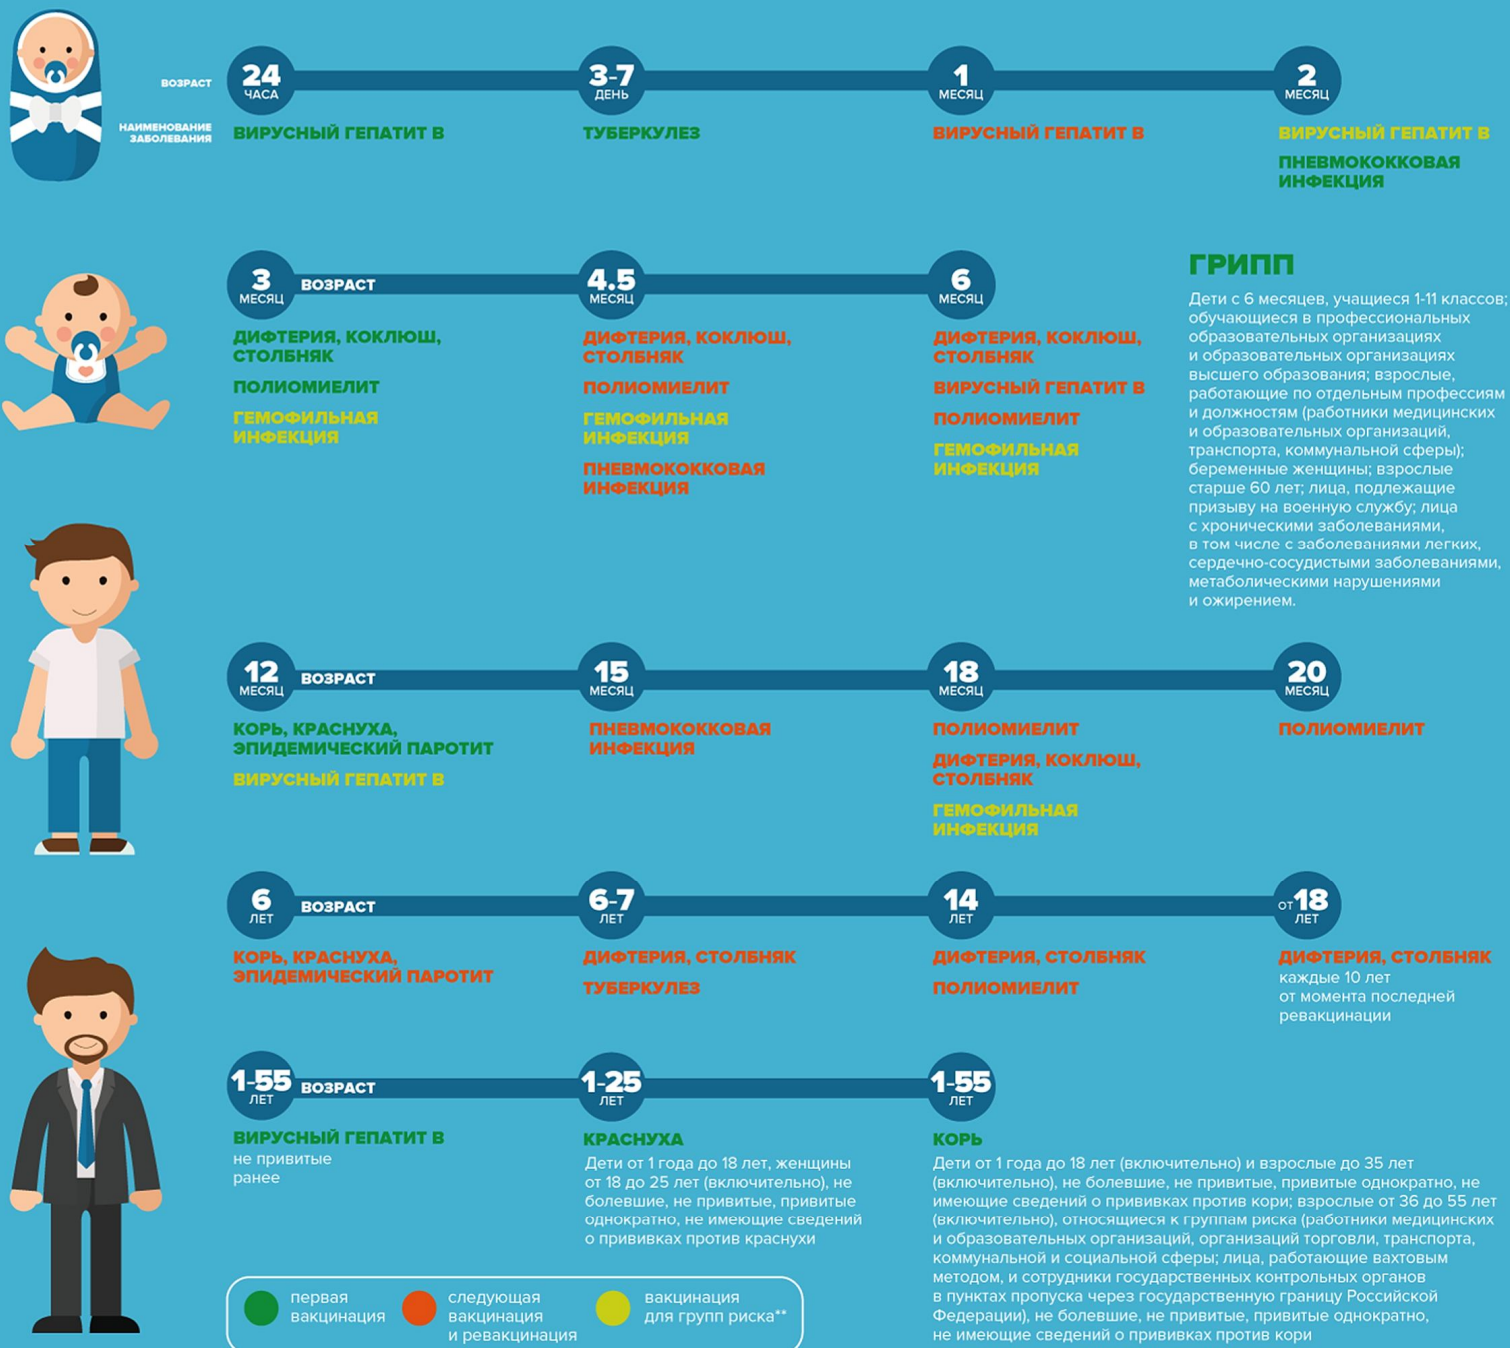 ВОЗРАСТ
НАИМЕНОВАНИЕ
ЗАБОЛЕВАНИЯ
24
ЧАСА
ВИРУСНЫЙ ГЕПАТИТ В
3-7
ДЕНЬ
ТУБЕРКУЛЕЗ
1
МЕСЯЦ
ВИРУСНЫЙ ГЕПАТИТ В
2
МЕСЯЦ
ВИРУСНЫЙ ГЕПАТИТ В
ПНЕВМОКОККОВАЯ
ИНФЕКЦИЯ
3
МЕСЯЦ
ВОЗРАСТ
ДИФТЕРИЯ, КОКЛЮШ,
СТОЛБНЯК
ПОЛИОМИЕЛИТ
ГЕМОФИЛЬНАЯ
ИНФЕКЦИЯ
4.5
МЕСЯЦ
ДИФТЕРИЯ, КОКЛЮШ,
СТОЛБНЯК
ПОЛИОМИЕЛИТ
ГЕМОФИЛЬНАЯ
ИНФЕКЦИЯ
ПНЕВМОКОККОВАЯ
ИНФЕКЦИЯ
6
МЕСЯЦ
ДИФТЕРИЯ, КОКЛЮШ,
СТОЛБНЯК
ВИРУСНЫЙ ГЕПАТИТ В
ПОЛИОМИЕЛИТ
ГЕМОФИЛЬНАЯ
ИНФЕКЦИЯ
ГРИПП
Дети с 6 месяцев, учащиеся 1-11 классов;
обучающиеся в профессиональных
образовательных организациях
и образовательных организациях
высшего образования; взрослые,
работающие по отдельным профессиям
и должностям (работники медицинских
и образовательных организаций,
транспорта, коммунальной сферы);
беременные женщины; взрослые
старше 60 лет; лица, подлежащие
призыву на военную службу; лица
с хроническими заболеваниями,
в том числе с заболеваниями легких,
сердечно-сосудистыми заболеваниями,
метаболическими нарушениями
и ожирением.
12
МЕСЯЦ
ВОЗРАСТ
КОРЬ, КРАСНУХА,
ЭПИДЕМИЧЕСКИЙ ПАРОТИТ
ВИРУСНЫЙ ГЕПАТИТ В
15
МЕСЯЦ
ПНЕВМОКОККОВАЯ
ИНФЕКЦИЯ
18
МЕСЯЦ
ПОЛИОМИЕЛИТ
ДИФТЕРИЯ, КОКЛЮШ,
СТОЛБНЯК
ГЕМОФИЛЬНАЯ
ИНФЕКЦИЯ
20
МЕСЯЦ
ПОЛИОМИЕЛИТ
6
ЛЕТ
ВОЗРАСТ
КОРЬ, КРАСНУХА,
ЭПИДЕМИЧЕСКИЙ ПАРОТИТ
6-7
ЛЕТ
ДИФТЕРИЯ, СТОЛБНЯК
ТУБЕРКУЛЕЗ
14
ЛЕТ
ДИФТЕРИЯ, СТОЛБНЯК
ПОЛИОМИЕЛИТ
от 18
ЛЕТ
ДИФТЕРИЯ, СТОЛБНЯК
каждые 10 лет
от момента последней
ревакцинации
1-55
ЛЕТ
ВОЗРАСТ
ВИРУСНЫЙ ГЕПАТИТ В
не привитые
ранее
1-25
ЛЕТ
КРАСНУХА
Дети от 1 года до 18 лет, женщины
от 18 до 25 лет (включительно), не
болевшие, не привитые, привитые
однократно, не имеющие сведений
о прививках против краснухи
1-55
ЛЕТ
КОРЬ
Дети от 1 года до 18 лет (включительно) и взрослые до 35 лет
(включительно), не болевшие, не привитые, привитые однократно, не
имеющие сведений о прививках против кори; взрослые от 36 до 55 лет
(включительно), относящиеся к группам риска (работники медицинских
и образовательных организаций, организаций торговли, транспорта,
коммунальной и социальной сферы; лица, работающие вахтовым
методом, и сотрудники государственных контрольных органов
в пунктах пропуска через государственную границу Российской
Федерации), не болевшие, не привитые, привитые однократно,
не имеющие сведений о прививках против кори
первая
вакцинация
следующая
вакцинация
и ревакцинация
вакцинация
для групп риска**